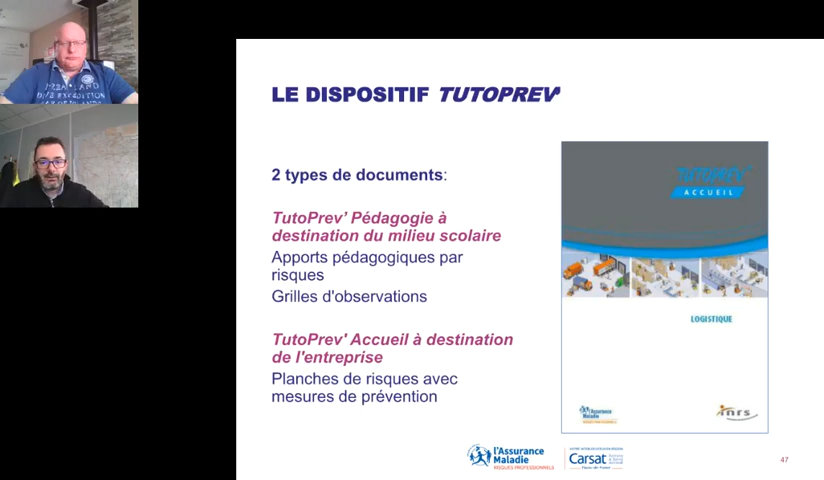 LE DISPOSITIF TUTOPREV'
2 types de documents:
TutoPrev’ Pédagogie à
destination du milieu scolaire
Apports pédagogiques par
risques
Grilles d'observations
TutoPrev' Accueil à destination
de l'entreprise
Planches de risques avec
mesures de prévention
TUTOPREV'
ACCUEIL
LOGISTIQUE
l'Assurance
Maladie
inrs
l'Assurance
Maladie
RISQUES PROFESSIONNELS
Carsat
47